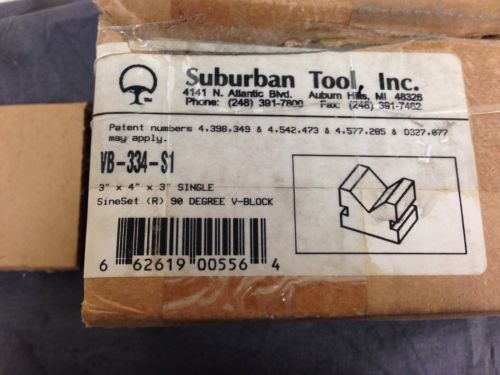 Suburban Tool, Inc.
4141 N. Atlantic Blvd. Auburn Hills, MI 48326
Phone: (248) 391-7800 Fax: (248) 391-7462
TM
Patent numbers 4,398,349 & 4,542,473 & 4,577,285 & D327,077
may apply.
VB-334-S1
3" x 4" x 3" SINGLE
SineSet (R) 90 DEGREE V-BLOCK
6 62619 00556 4